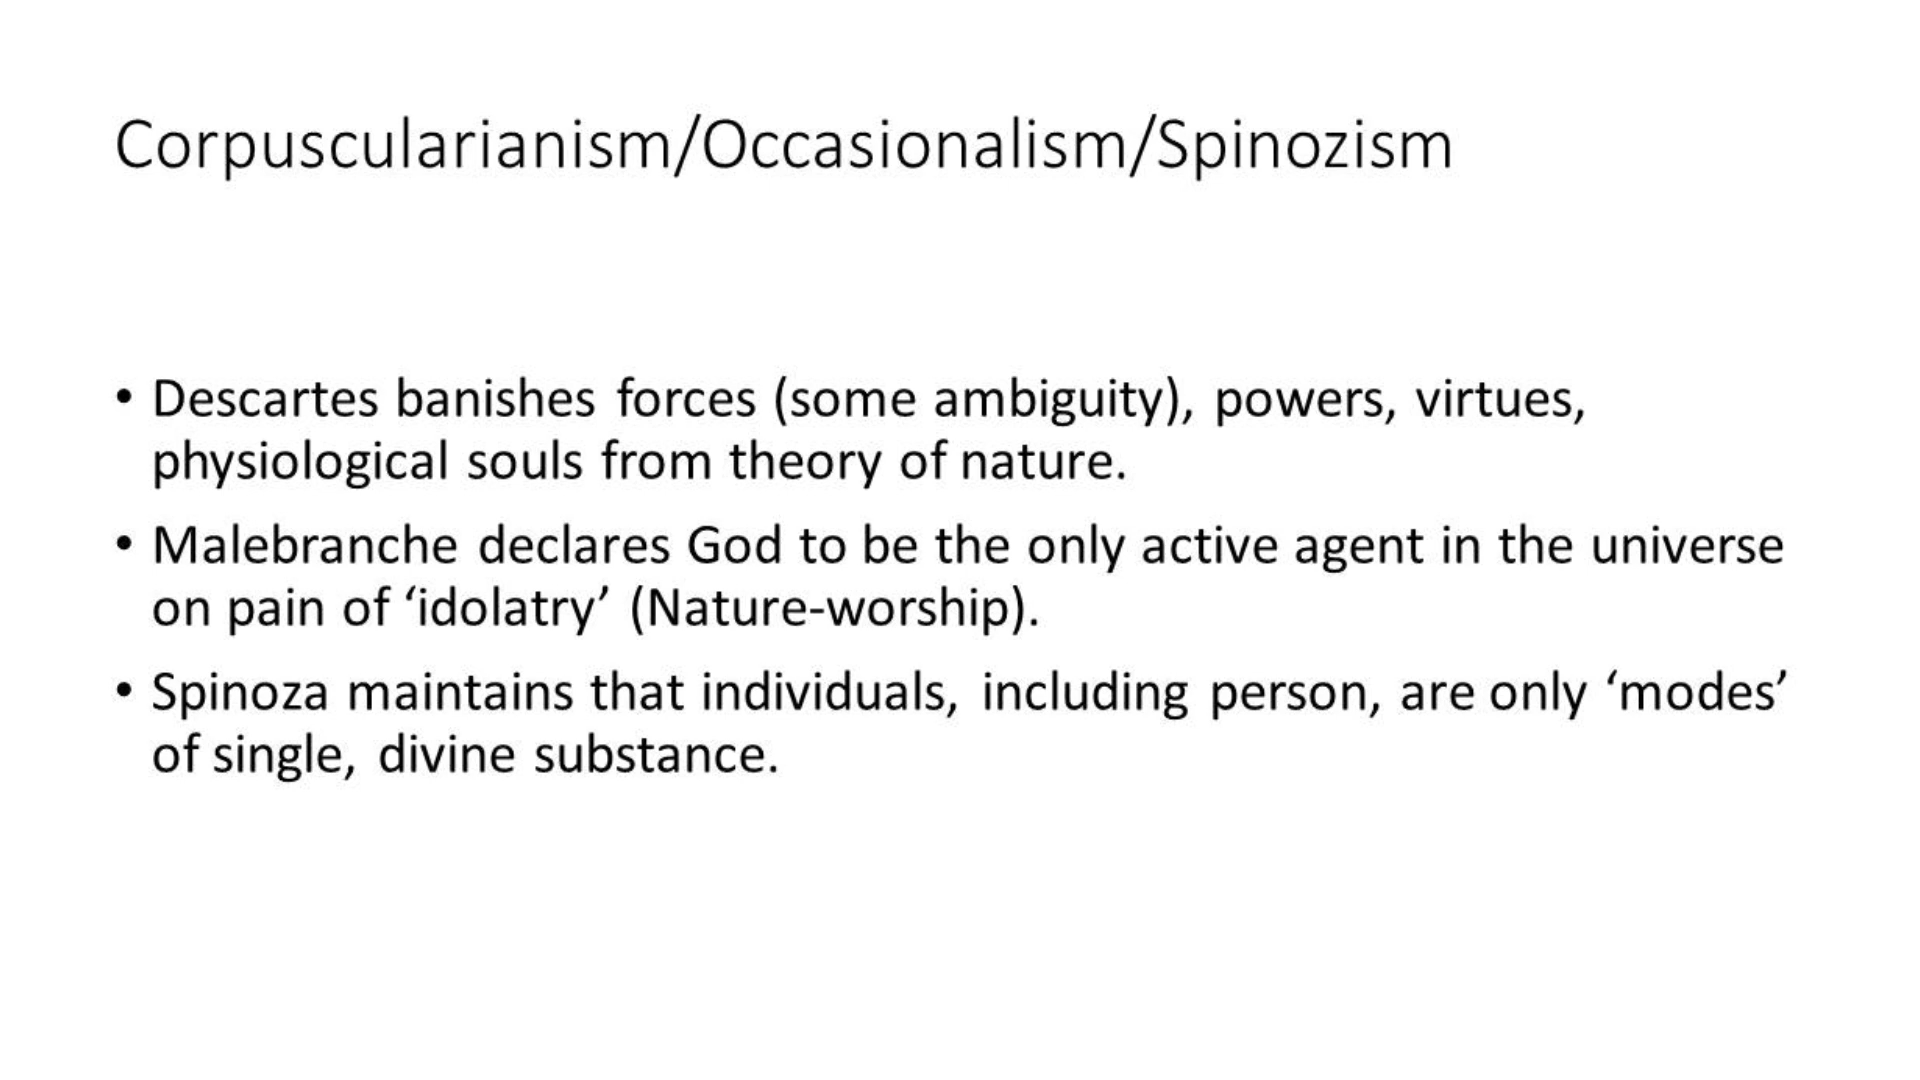 Corpuscularianism/Occasionalism/Spinozism
• Descartes banishes forces (some ambiguity), powers, virtues,
physiological souls from theory of nature.
• Malebranche declares God to be the only active agent in the universe
on pain of ‘idolatry’ (Nature-worship).
• Spinoza maintains that individuals, including person, are only ‘modes’
of single, divine substance.